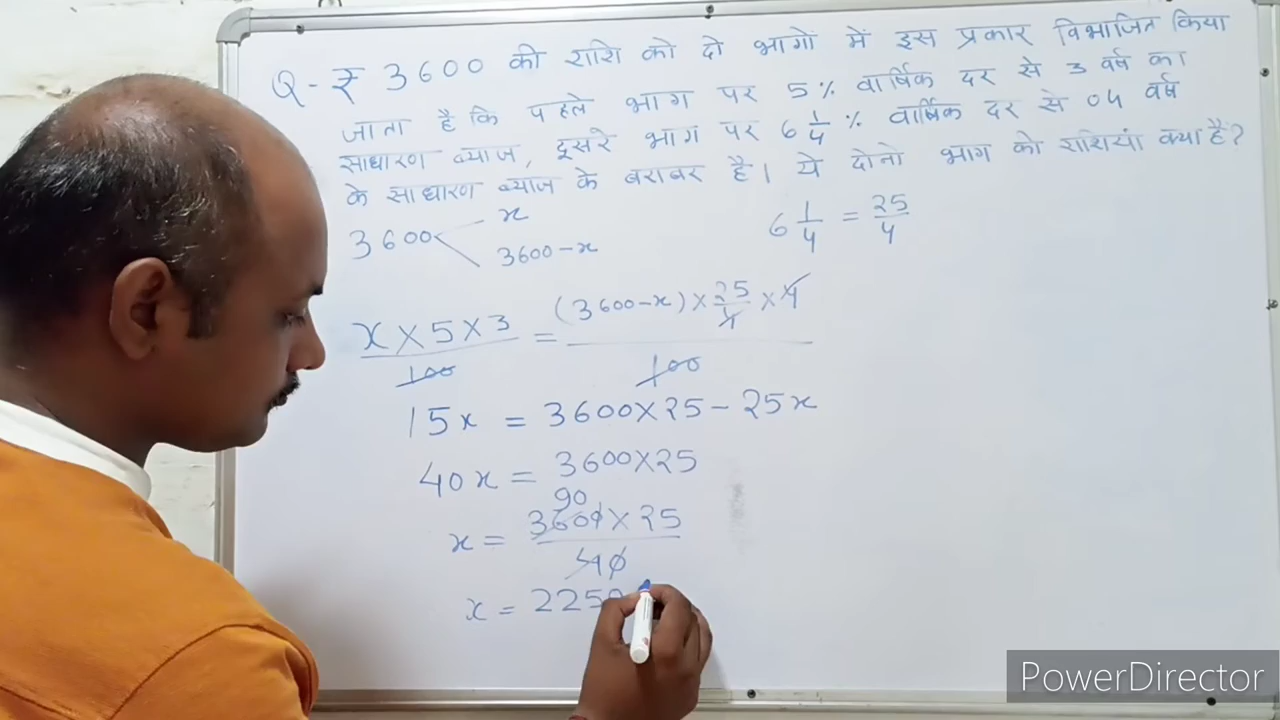 Q - ₹ 3600 की राशि को दो भागों में इस प्रकार विभाजित किया
जाता है कि पहले भाग पर 5% वार्षिक दर से 3 वर्ष का
साधारण ब्याज, दूसरे भाग पर 6 1/4 % वार्षिक दर से 04 वर्ष
के साधारण ब्याज के बराबर है। ये दोनो भाग को राशियां क्या है?
3600 < x
3600-x
6 1/4 = 25/4
x × 5 × 3 / 100 = (3600-x) × 25/4 × 4 / 100
15x = 3600×25 - 25x
40x = 3600×25
90
x = 3600×25 / 40
x = 2250
PowerDirector